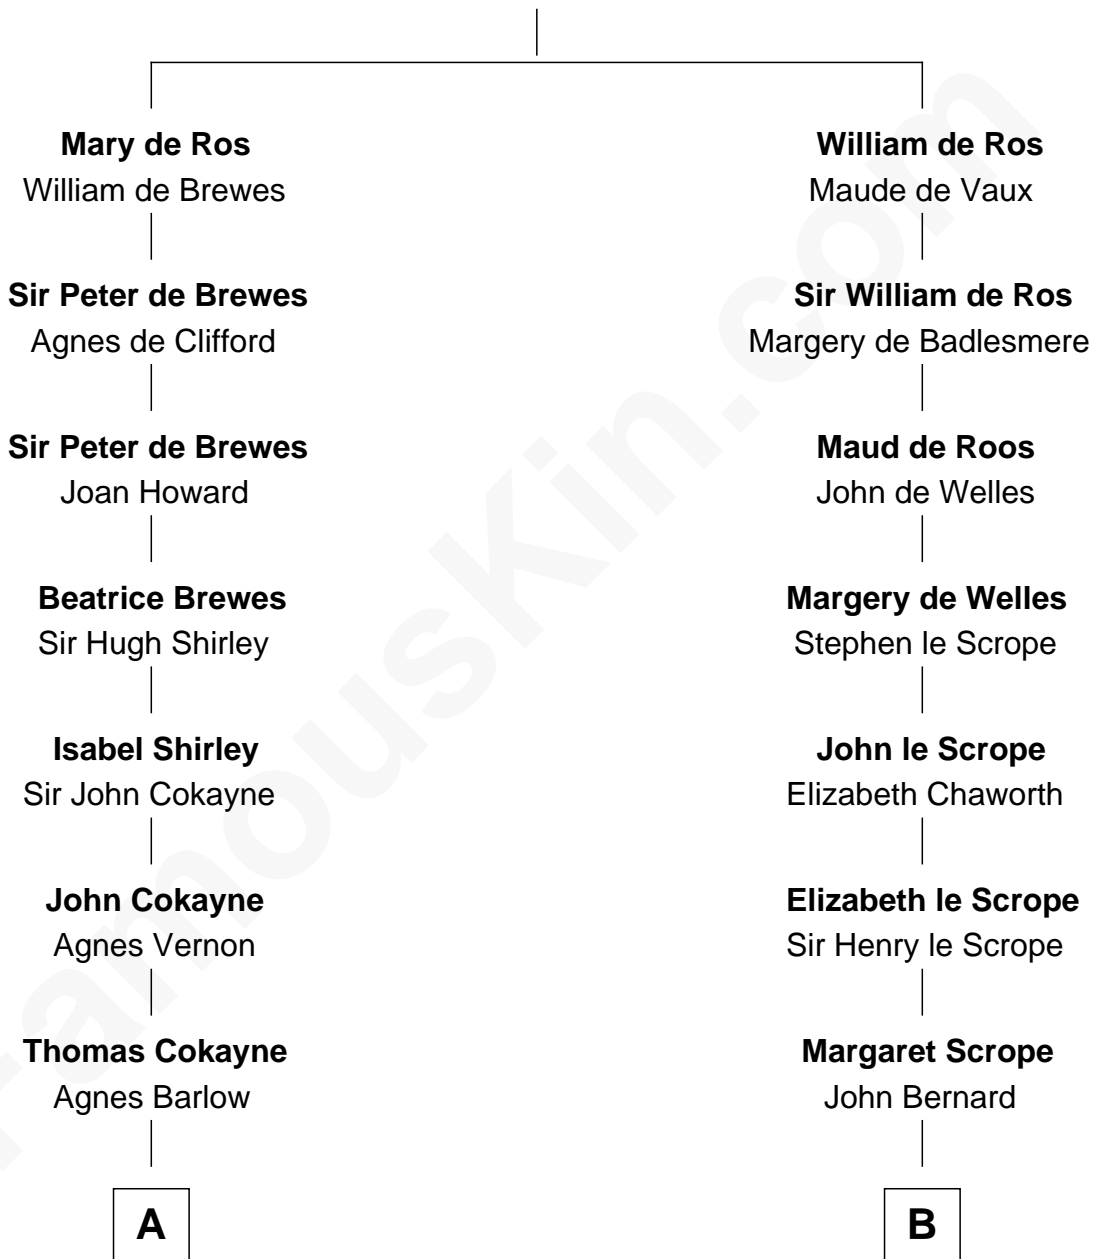 Mary de Ros
William de Brewes
Sir Peter de Brewes
Agnes de Clifford
Sir Peter de Brewes
Joan Howard
Beatrice Brewes
Sir Hugh Shirley
Isabel Shirley
Sir John Cokayne
John Cokayne
Agnes Vernon
Thomas Cokayne
Agnes Barlow
A
William de Ros
Maude de Vaux
Sir William de Ros
Margery de Badlesmere
Maud de Roos
John de Welles
Margery de Welles
Stephen le Scrope
John le Scrope
Elizabeth Chaworth
Elizabeth le Scrope
Sir Henry le Scrope
Margaret Scrope
John Bernard
B
FamousKin.com